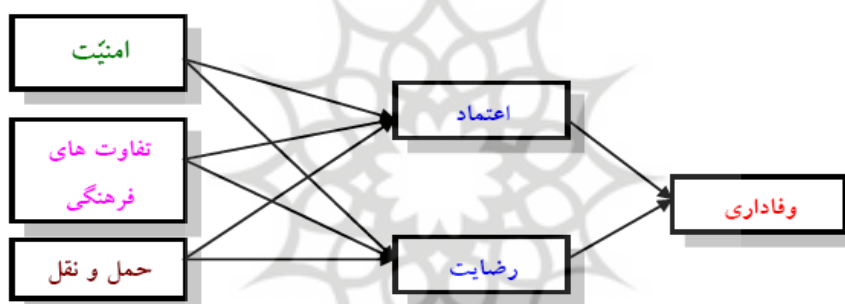 امنیّت
تفاوت های
فرهنگی
حمل و نقل
اعتماد
رضایت
وفاداری